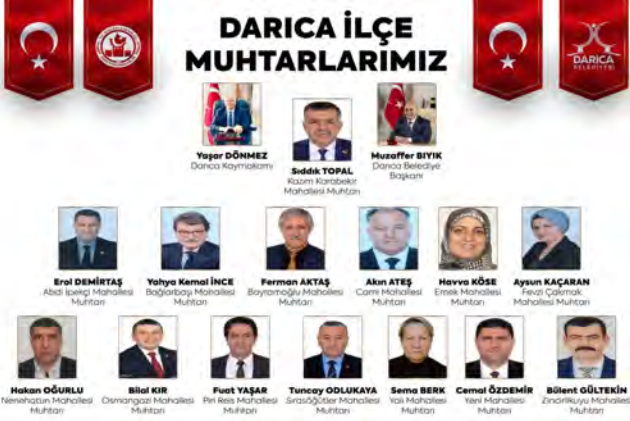 DARICA İLÇE
MUHTARLARIMIZ
DARICA
BELEDİYESİ
Yaşar DÖNMEZ
Darıca Kaymakamı
Sıddık TOPAL
Kazım Karabekir
Mahallesi Muhtarı
Muzaffer BIYIK
Darıca Belediye
Başkanı
Erol DEMİRTAŞ
Abdi İpekçi Mahallesi
Muhtarı
Yahya Kemal İNCE
Bağlarbaşı Mahallesi
Muhtarı
Ferman AKTAŞ
Bayramoğlu Mahallesi
Muhtarı
Akın ATEŞ
Cami Mahallesi
Muhtarı
Havva KÖSE
Emek Mahallesi
Muhtarı
Aysun KAÇARAN
Fevzi Çakmak
Mahallesi Muhtarı
Hakan OĞURLU
Nenehatun Mahallesi
Muhtarı
Bilal KIR
Osmangazi Mahallesi
Muhtarı
Fuat YAŞAR
Piri Reis Mahallesi
Muhtarı
Tuncay ODLUKAYA
Sırasöğütler Mahallesi
Muhtarı
Sema BERK
Yalı Mahallesi
Muhtarı
Cemal ÖZDEMİR
Yeni Mahallesi
Muhtarı
Bülent GÜLTEKİN
Zincirlikuyu Mahallesi
Muhtarı